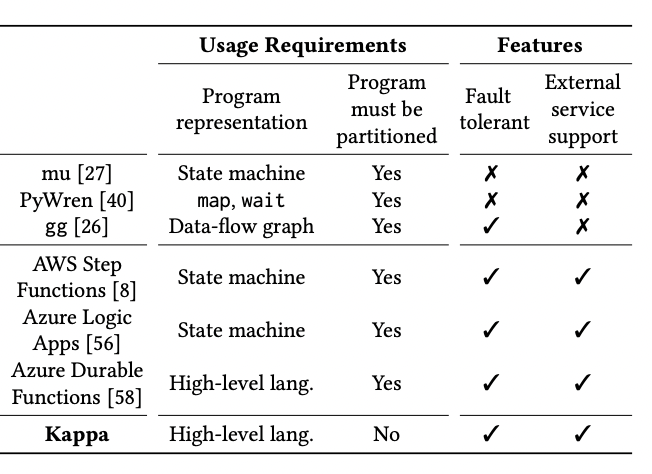 Usage Requirements Features
Program representation Program must be partitioned Fault tolerant External service support
mu [27] State machine Yes ✗ ✗
PyWren [40] map, wait Yes ✗ ✗
gg [26] Data-flow graph Yes ✓ ✗
AWS Step Functions [8] State machine Yes ✓ ✓
Azure Logic Apps [56] State machine Yes ✓ ✓
Azure Durable Functions [58] High-level lang. Yes ✓ ✓
Kappa High-level lang. No ✓ ✓